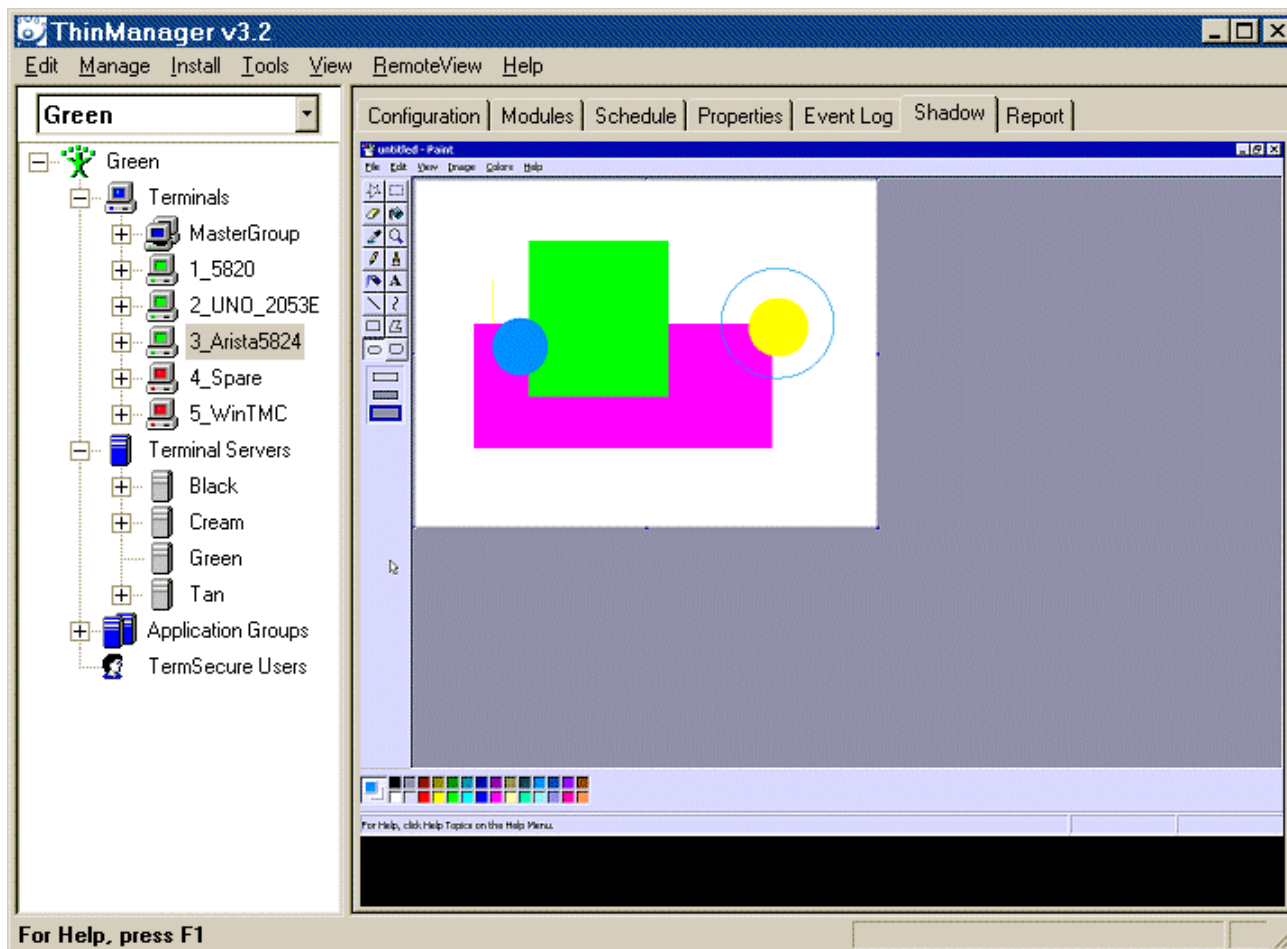 ThinManager v3.2
Edit Manage Install Tools View RemoteView Help
Green
Configuration Modules Schedule Properties Event Log Shadow Report
Green
Terminals
MasterGroup
1_5820
2_UNO_2053E
3_Arista5824
4_Spare
5_WinTMC
Terminal Servers
Black
Cream
Green
Tan
Application Groups
TermSecure Users
untitled - Paint
File Edit View Image Colors Help
A
For Help, click Help Topics on the Help Menu.
For Help, press F1